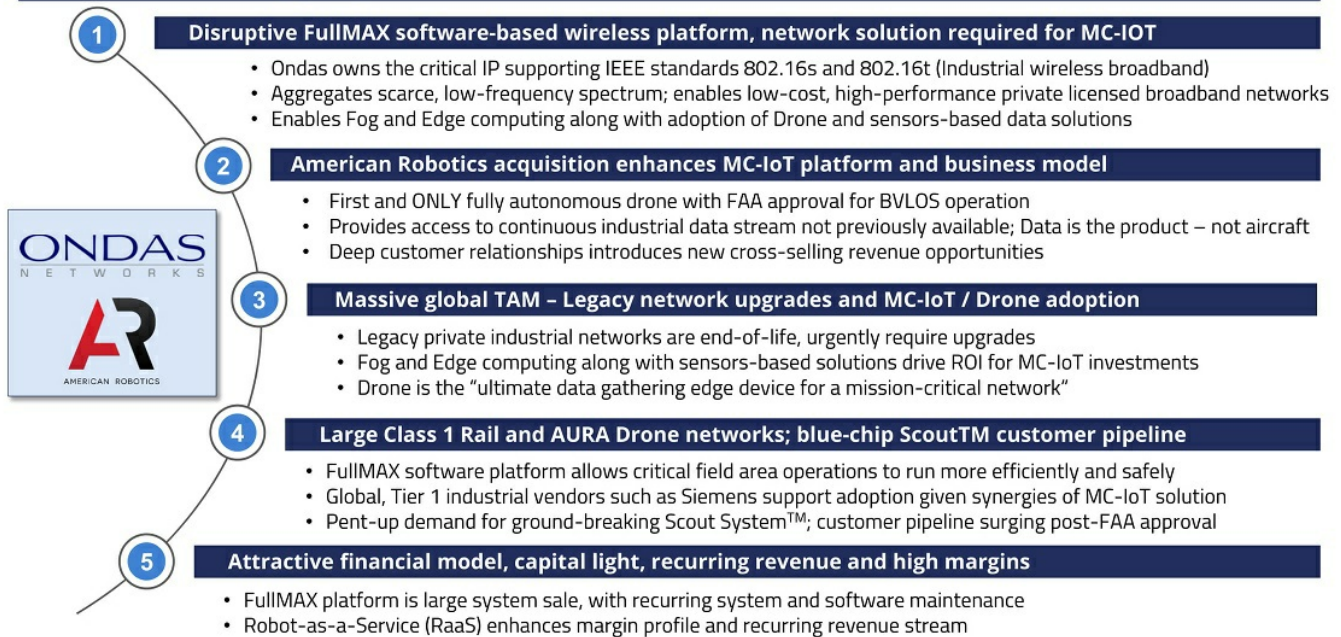 1
Disruptive FullMAX software-based wireless platform, network solution required for MC-IOT
• Ondas owns the critical IP supporting IEEE standards 802.16s and 802.16t (Industrial wireless broadband)
• Aggregates scarce, low-frequency spectrum; enables low-cost, high-performance private licensed broadband networks
• Enables Fog and Edge computing along with adoption of Drone and sensors-based data solutions
2
American Robotics acquisition enhances MC-IoT platform and business model
• First and ONLY fully autonomous drone with FAA approval for BVLOS operation
• Provides access to continuous industrial data stream not previously available; Data is the product – not aircraft
• Deep customer relationships introduces new cross-selling revenue opportunities
ONDAS
NETWORKS
AR
AMERICAN ROBOTICS
3
Massive global TAM – Legacy network upgrades and MC-IoT / Drone adoption
• Legacy private industrial networks are end-of-life, urgently require upgrades
• Fog and Edge computing along with sensors-based solutions drive ROI for MC-IoT investments
• Drone is the “ultimate data gathering edge device for a mission-critical network“
4
Large Class 1 Rail and AURA Drone networks; blue-chip ScoutTM customer pipeline
• FullMAX software platform allows critical field area operations to run more efficiently and safely
• Global, Tier 1 industrial vendors such as Siemens support adoption given synergies of MC-IoT solution
• Pent-up demand for ground-breaking Scout System™; customer pipeline surging post-FAA approval
5
Attractive financial model, capital light, recurring revenue and high margins
• FullMAX platform is large system sale, with recurring system and software maintenance
• Robot-as-a-Service (RaaS) enhances margin profile and recurring revenue stream